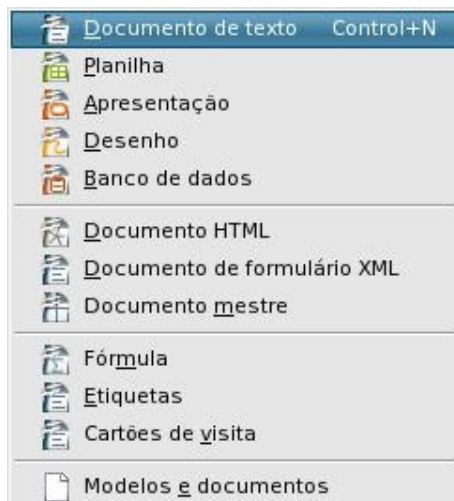 Documento de texto Control+N
Planilha
Apresentação
Desenho
Banco de dados
Documento HTML
Documento de formulário XML
Documento mestre
Fórmula
Etiquetas
Cartões de visita
Modelos e documentos